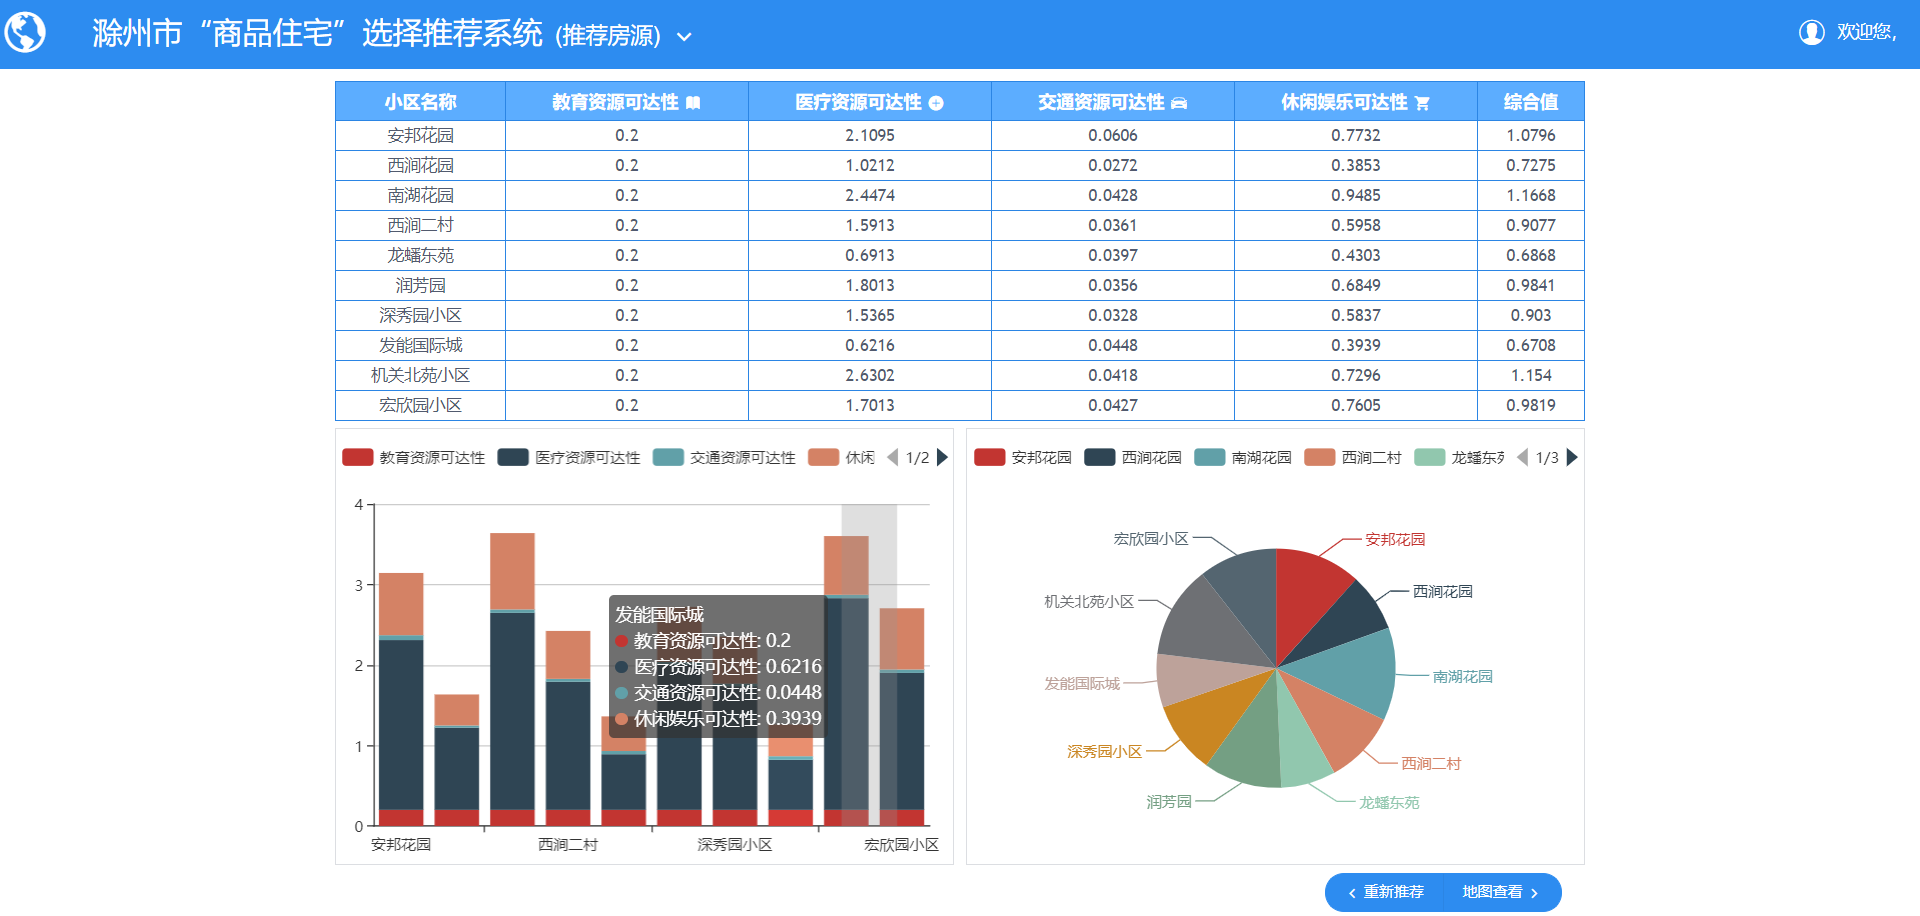 滁州市“商品住宅”选择推荐系统 (推荐房源)
欢迎您,
小区名称 教育资源可达性 医疗资源可达性 交通资源可达性 休闲娱乐可达性 综合值
安邦花园 0.2 2.1095 0.0606 0.7732 1.0796
西涧花园 0.2 1.0212 0.0272 0.3853 0.7275
南湖花园 0.2 2.4474 0.0428 0.9485 1.1668
西涧二村 0.2 1.5913 0.0361 0.5958 0.9077
龙蟠东苑 0.2 0.6913 0.0397 0.4303 0.6868
润芳园 0.2 1.8013 0.0356 0.6849 0.9841
深秀园小区 0.2 1.5365 0.0328 0.5837 0.903
发能国际城 0.2 0.6216 0.0448 0.3939 0.6708
机关北苑小区 0.2 2.6302 0.0418 0.7296 1.154
宏欣园小区 0.2 1.7013 0.0427 0.7605 0.9819
教育资源可达性 医疗资源可达性 交通资源可达性 休闲 1/2
4
3
2
1
0
安邦花园 西涧二村 深秀园小区 宏欣园小区
发能国际城
教育资源可达性: 0.2
医疗资源可达性: 0.6216
交通资源可达性: 0.0448
休闲娱乐可达性: 0.3939
安邦花园 西涧花园 南湖花园 西涧二村 龙蟠东 1/3
宏欣园小区
安邦花园
机关北苑小区
西涧花园
发能国际城
南湖花园
深秀园小区
西涧二村
润芳园
龙蟠东苑
重新推荐 地图查看